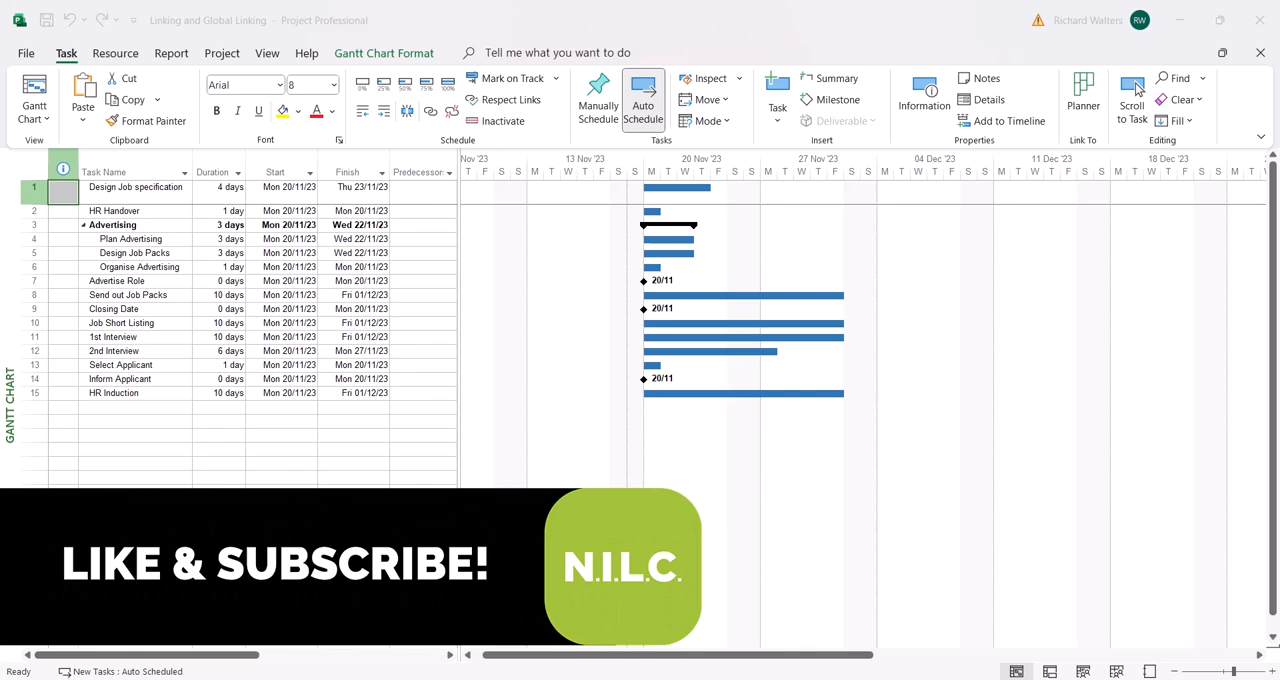 Linking and Global Linking - Project Professional
Richard Walters RW
File Task Resource Report Project View Help Gantt Chart Format Tell me what you want to do
Gantt Chart
Paste
Cut
Copy
Format Painter
Arial 8
B I U A
0% 25% 50% 75% 100%
Mark on Track
Respect Links
Inactivate
Manually Schedule
Auto Schedule
Inspect
Move
Mode
Task
Summary
Milestone
Deliverable
Information
Notes
Details
Add to Timeline
Planner
Scroll to Task
Find
Clear
Fill
View Clipboard Font Schedule Tasks Insert Properties Link To Editing
Nov '23 13 Nov '23 20 Nov '23 27 Nov '23 04 Dec '23 11 Dec '23 18 Dec '23
Task Name Duration Start Finish Predecessors
T F S S M T W T F S S M T W T F S S M T W T F S S M T W T F S S M T W T F S S M T W T F S S M T
1 Design Job specification 4 days Mon 20/11/23 Thu 23/11/23
2 HR Handover 1 day Mon 20/11/23 Mon 20/11/23
3 Advertising 3 days Mon 20/11/23 Wed 22/11/23
4 Plan Advertising 3 days Mon 20/11/23 Wed 22/11/23
5 Design Job Packs 3 days Mon 20/11/23 Wed 22/11/23
6 Organise Advertising 1 day Mon 20/11/23 Mon 20/11/23
7 Advertise Role 0 days Mon 20/11/23 Mon 20/11/23 20/11
8 Send out Job Packs 10 days Mon 20/11/23 Fri 01/12/23
9 Closing Date 0 days Mon 20/11/23 Mon 20/11/23 20/11
10 Job Short Listing 10 days Mon 20/11/23 Fri 01/12/23
11 1st Interview 10 days Mon 20/11/23 Fri 01/12/23
12 2nd Interview 6 days Mon 20/11/23 Mon 27/11/23
13 Select Applicant 1 day Mon 20/11/23 Mon 20/11/23
14 Inform Applicant 0 days Mon 20/11/23 Mon 20/11/23 20/11
15 HR Induction 10 days Mon 20/11/23 Fri 01/12/23
GANTT CHART
LIKE & SUBSCRIBE!
N.I.L.C.
Ready New Tasks : Auto Scheduled